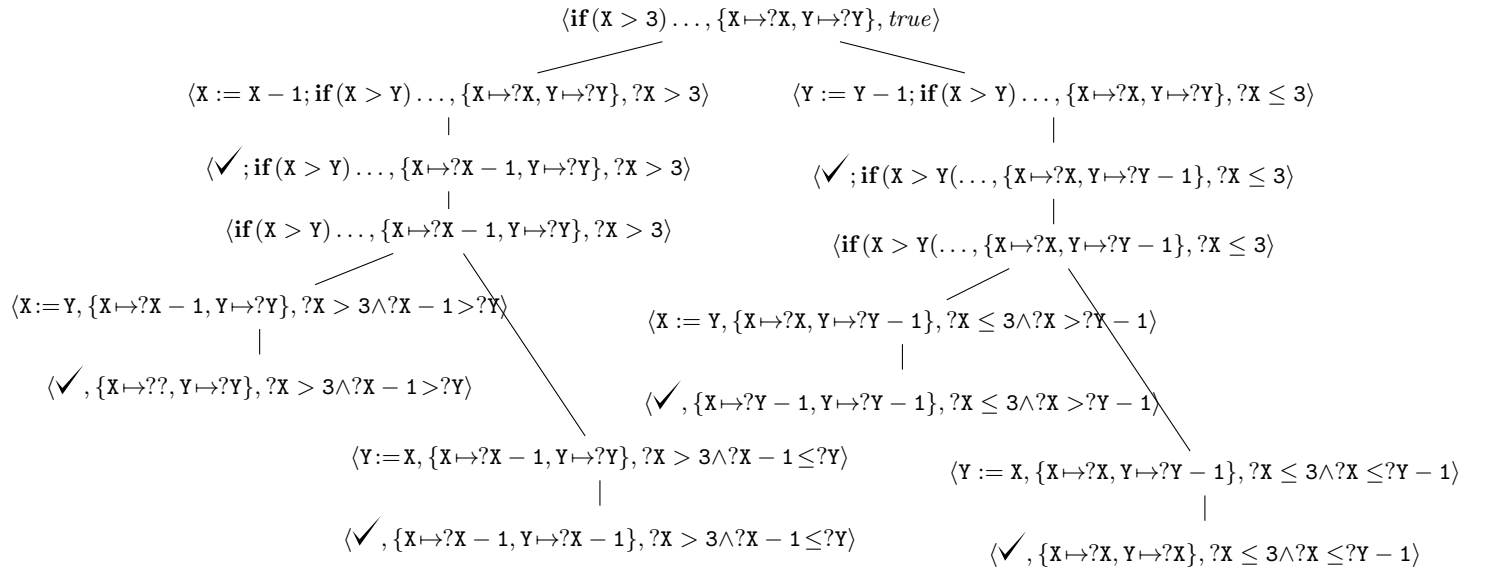 ⟨if (X > 3) . . . , {X↦?X, Y↦?Y}, true⟩
⟨X := X − 1; if (X > Y) . . . , {X↦?X, Y↦?Y}, ?X > 3⟩
⟨Y := Y − 1; if (X > Y) . . . , {X↦?X, Y↦?Y}, ?X ≤ 3⟩
⟨✓; if (X > Y) . . . , {X↦?X − 1, Y↦?Y}, ?X > 3⟩
⟨✓; if (X > Y(. . . , {X↦?X, Y↦?Y − 1}, ?X ≤ 3⟩
⟨if (X > Y) . . . , {X↦?X − 1, Y↦?Y}, ?X > 3⟩
⟨if (X > Y(. . . , {X↦?X, Y↦?Y − 1}, ?X ≤ 3⟩
⟨X:=Y, {X↦?X − 1, Y↦?Y}, ?X > 3∧?X − 1>?Y⟩
⟨X := Y, {X↦?X, Y↦?Y − 1}, ?X ≤ 3∧?X >?Y − 1⟩
⟨✓, {X↦??, Y↦?Y}, ?X > 3∧?X − 1>?Y⟩
⟨✓, {X↦?Y − 1, Y↦?Y − 1}, ?X ≤ 3∧?X >?Y − 1⟩
⟨Y:=X, {X↦?X − 1, Y↦?Y}, ?X > 3∧?X − 1≤?Y⟩
⟨Y := X, {X↦?X, Y↦?Y − 1}, ?X ≤ 3∧?X ≤?Y − 1⟩
⟨✓, {X↦?X − 1, Y↦?X − 1}, ?X > 3∧?X − 1≤?Y⟩
⟨✓, {X↦?X, Y↦?X}, ?X ≤ 3∧?X ≤?Y − 1⟩